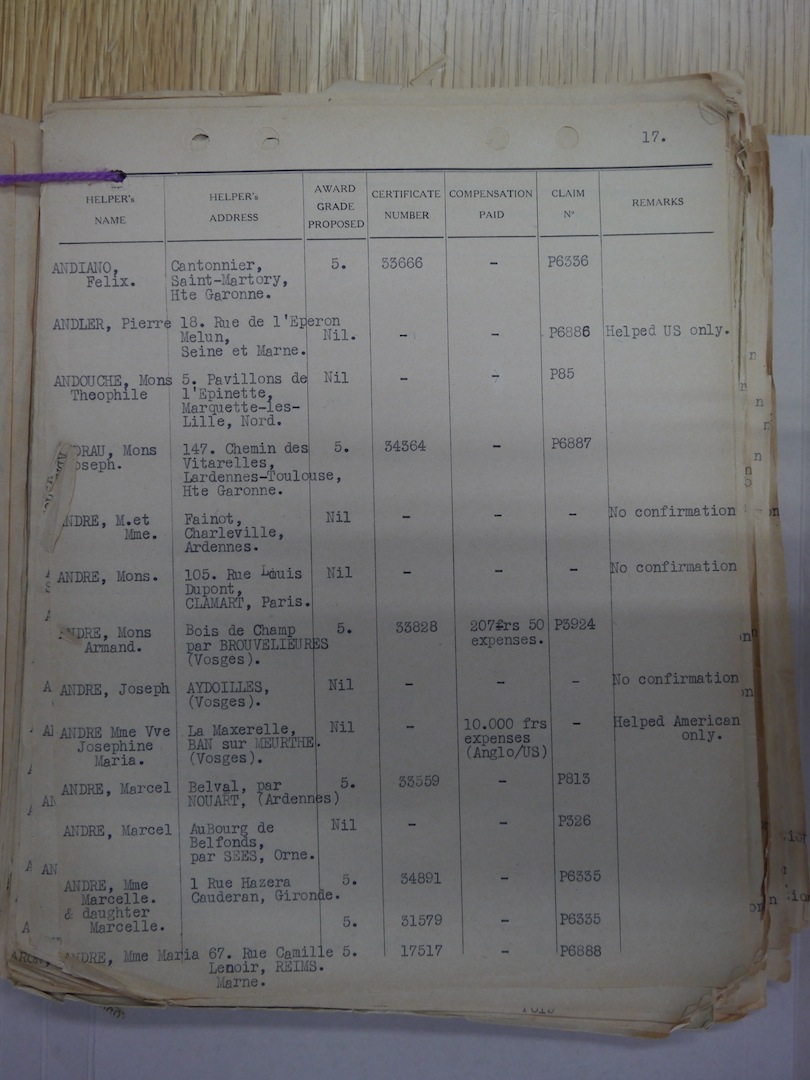 17.
HELPER's NAME | HELPER's ADDRESS | AWARD GRADE PROPOSED | CERTIFICATE NUMBER | COMPENSATION PAID | CLAIM Nº | REMARKS
ANDIANO, Cantonnier, 5. 33666 - P6336
Felix. Saint-Martory,
Hte Garonne.
ANDLER, Pierre 18. Rue de l'Eperon
Melun, Nil. - - P6886 Helped US only.
Seine et Marne.
ANDOUCHE, Mons 5. Pavillons de Nil - - P85
Theophile l'Epinette,
Marquette-les-
Lille, Nord.
DRAU, Mons 147. Chemin des 5. 34364 - P6887
oseph. Vitarelles,
Lardennes-Toulouse,
Hte Garonne.
NDRE, M.et Fainot, Nil - - - No confirmation
Mme. Charleville,
Ardennes.
ANDRE, Mons. 105. Rue Louis Nil - - - No confirmation
Dupont,
CLAMART, Paris.
NDRE, Mons Bois de Champ 5. 33828 207frs 50 P3924
Armand. par BROUVELIEURES expenses.
(Vosges).
ANDRE, Joseph AYDOILLES, Nil - - - No confirmation
(Vosges).
ANDRE Mme Vve La Maxerelle, Nil - 10.000 frs - Helped American
Josephine BAN sur MEURTHE. expenses only.
Maria. (Vosges). (Anglo/US)
ANDRE, Marcel Belval, par 5. 33559 - P813
NOUART, (Ardennes)
ANDRE, Marcel AuBourg de Nil - - P326
Belfonds,
par SEES, Orne.
ANDRE, Mme 1 Rue Hazera 5. 34891 - P6335
Marcelle. Cauderan, Gironde.
& daughter
Marcelle. 5. 31579 - P6335
NDRE, Mme Maria 67. Rue Camille 5. 17517 - P6888
Lenoir, REIMS.
Marne.